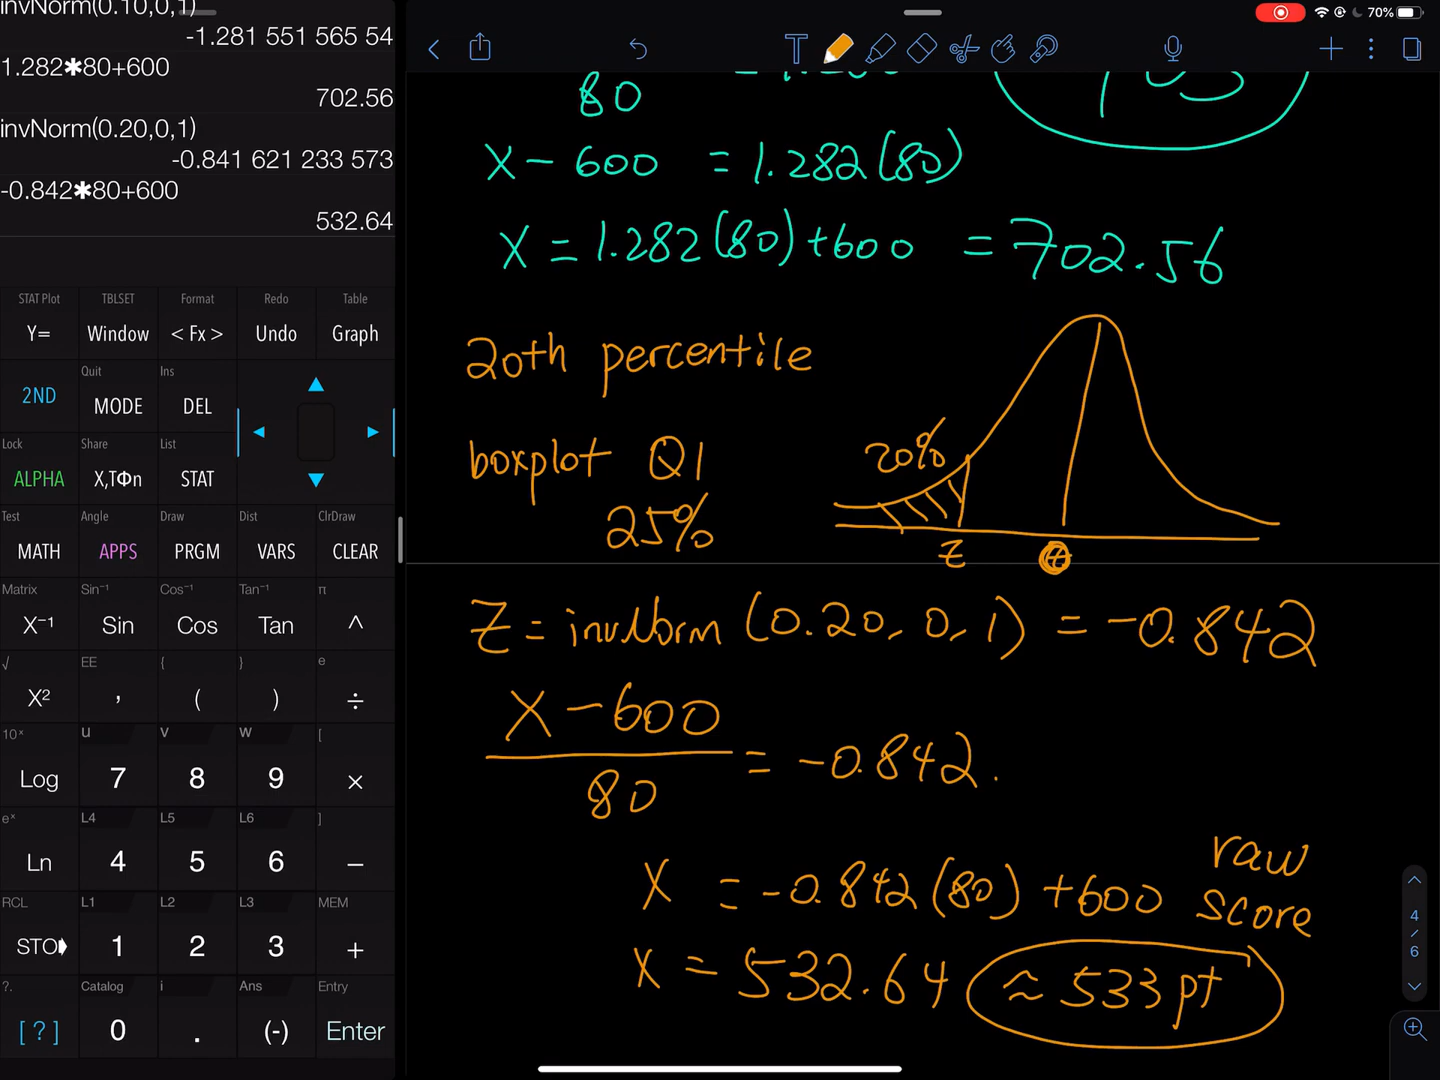 invNorm(0.10,0,1)
-1.281 551 565 54
1.282✱80+600
702.56
invNorm(0.20,0,1)
-0.841 621 233 573
-0.842✱80+600
532.64
STAT Plot TBLSET Format Redo Table
Y= Window < Fx > Undo Graph
Quit Ins
2ND MODE DEL
Lock Share List
ALPHA X,TΦn STAT
Test Angle Draw Dist ClrDraw
MATH APPS PRGM VARS CLEAR
Matrix Sin⁻¹ Cos⁻¹ Tan⁻¹ π
X⁻¹ Sin Cos Tan ^
√ EE { } e
X² , ( ) ÷
10ˣ u V W [
Log 7 8 9 ×
eˣ L4 L5 L6 ]
Ln 4 5 6 −
RCL L1 L2 L3 MEM
STO 1 2 3 +
?. Catalog i Ans Entry
[ ? ] 0 . (-) Enter
70%
T
80
X - 600 = 1.282(80)
X = 1.282(80)+600 = 702.56
20th percentile
boxplot Q1
25%
20%
Z
Z = invNorm (0.20, 0, 1) = -0.842
X - 600
80
= -0.842.
X = -0.842(80) +600
raw
score
X = 532.64 ≈ 533 pt
4
/
6